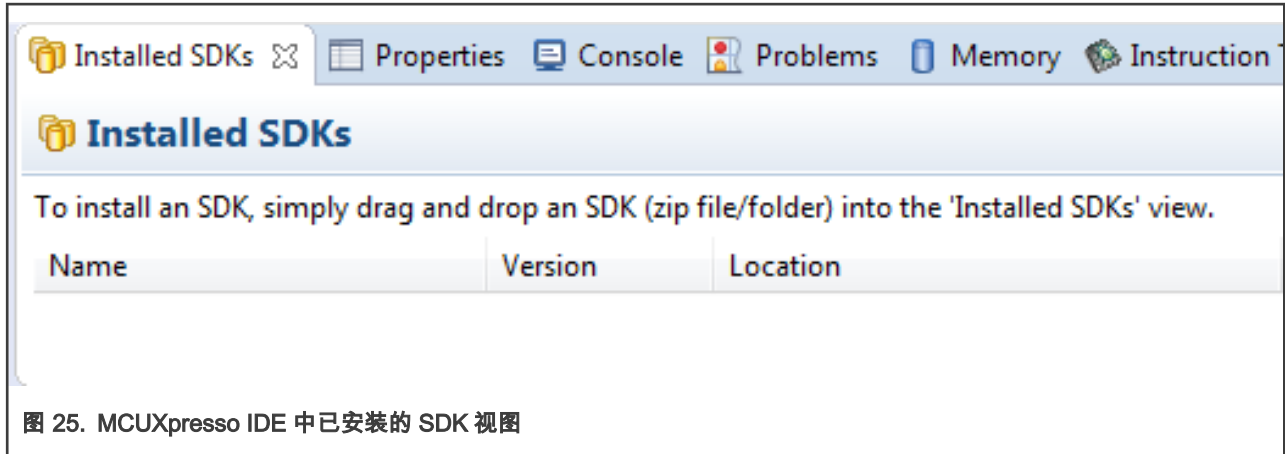 Installed SDKs Properties Console Problems Memory Instruction
Installed SDKs
To install an SDK, simply drag and drop an SDK (zip file/folder) into the 'Installed SDKs' view.
Name Version Location
图 25. MCUXpresso IDE 中已安装的 SDK 视图